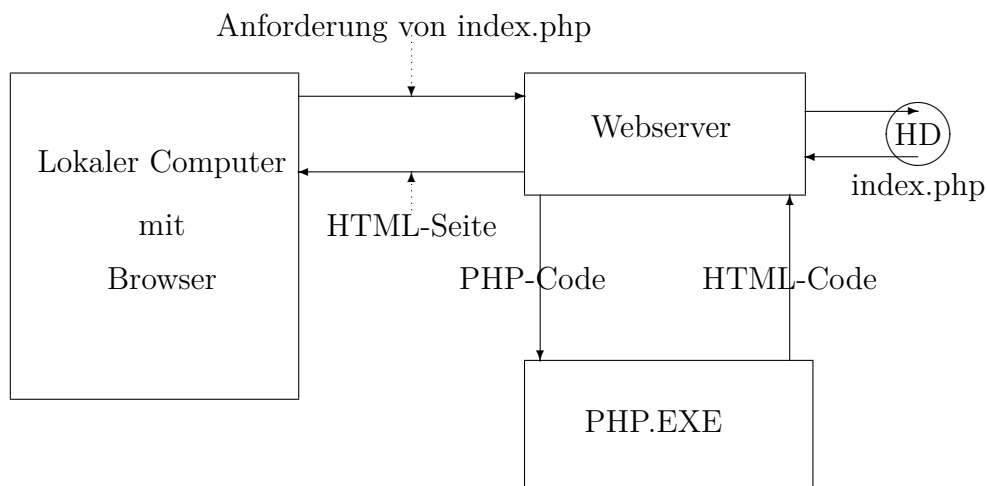 Anforderung von index.php
Lokaler Computer
mit
Browser
Webserver
HD
index.php
HTML-Seite
PHP-Code
HTML-Code
PHP.EXE